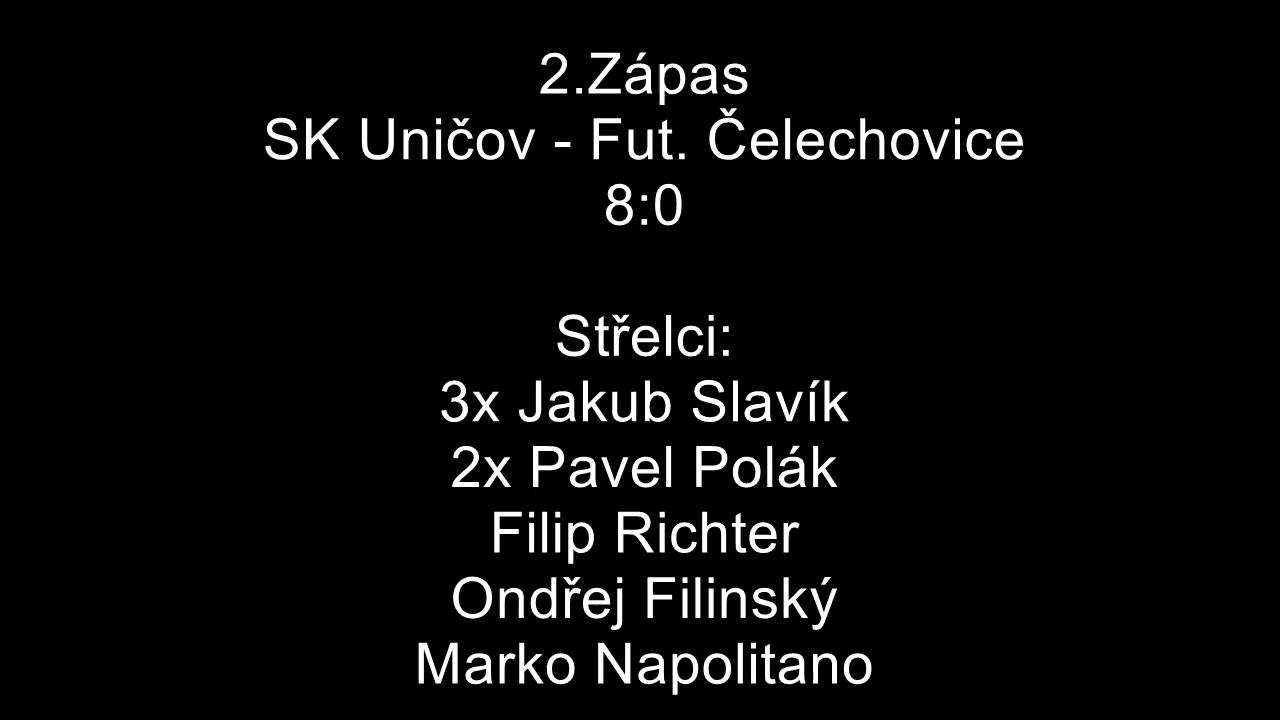 2.Zápas
SK Uničov - Fut. Čelechovice
8:0
Střelci:
3x Jakub Slavík
2x Pavel Polák
Filip Richter
Ondřej Filinský
Marko Napolitano